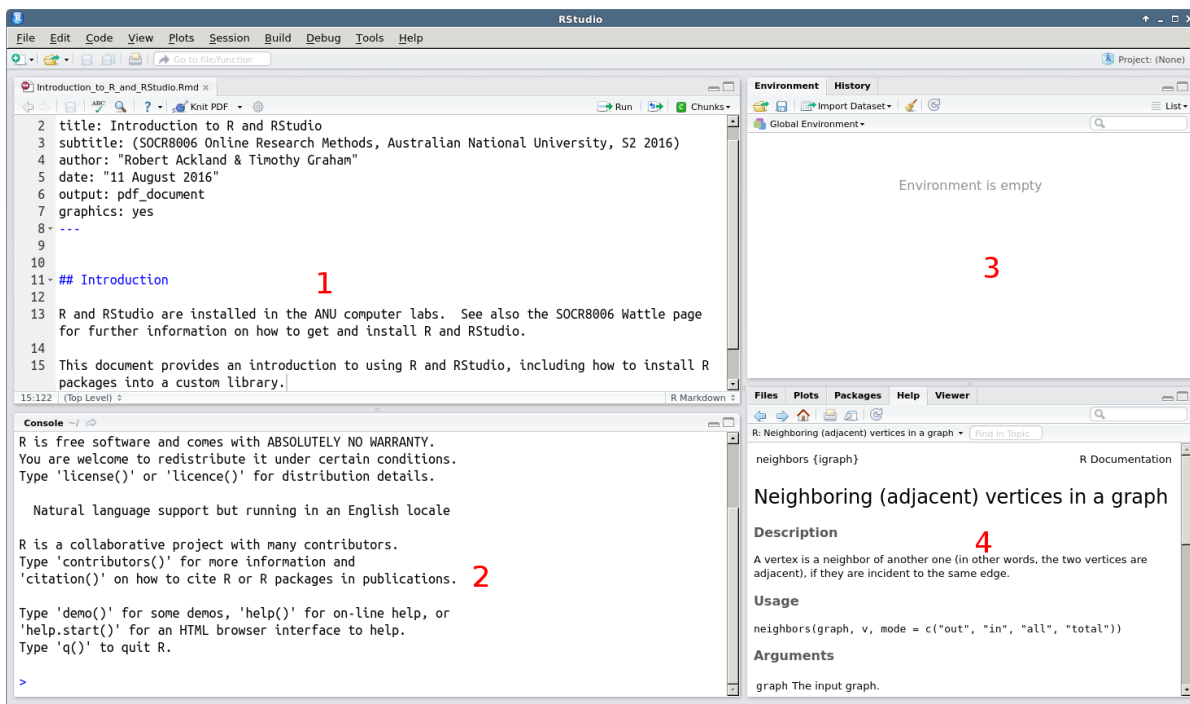 RStudio
File Edit Code View Plots Session Build Debug Tools Help
Go to file/function
Project: (None)
Introduction_to_R_and_RStudio.Rmd
ABC ? Knit PDF Run Chunks
2 title: Introduction to R and RStudio
3 subtitle: (SOCR8006 Online Research Methods, Australian National University, S2 2016)
4 author: "Robert Ackland & Timothy Graham"
5 date: "11 August 2016"
6 output: pdf_document
7 graphics: yes
8 ---
9
10
11 ## Introduction
1
12
13 R and RStudio are installed in the ANU computer labs.  See also the SOCR8006 Wattle page
for further information on how to get and install R and RStudio.
14
15 This document provides an introduction to using R and RStudio, including how to install R
packages into a custom library.
15:122 (Top Level) R Markdown
Console ~/
R is free software and comes with ABSOLUTELY NO WARRANTY.
You are welcome to redistribute it under certain conditions.
Type 'license()' or 'licence()' for distribution details.
Natural language support but running in an English locale
R is a collaborative project with many contributors.
Type 'contributors()' for more information and
'citation()' on how to cite R or R packages in publications.
2
Type 'demo()' for some demos, 'help()' for on-line help, or
'help.start()' for an HTML browser interface to help.
Type 'q()' to quit R.
>
Environment History
Import Dataset List
Global Environment
Environment is empty
3
Files Plots Packages Help Viewer
R: Neighboring (adjacent) vertices in a graph Find in Topic
neighbors {igraph} R Documentation
Neighboring (adjacent) vertices in a graph
Description
4
A vertex is a neighbor of another one (in other words, the two vertices are
adjacent), if they are incident to the same edge.
Usage
neighbors(graph, v, mode = c("out", "in", "all", "total"))
Arguments
graph The input graph.